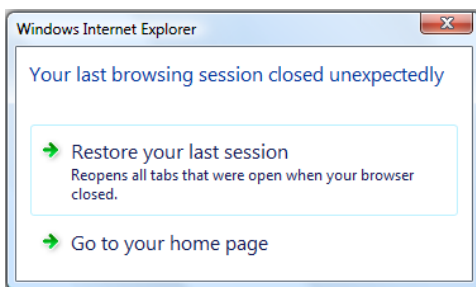 Windows Internet Explorer
Your last browsing session closed unexpectedly
Restore your last session
Reopens all tabs that were open when your browser
closed.
Go to your home page